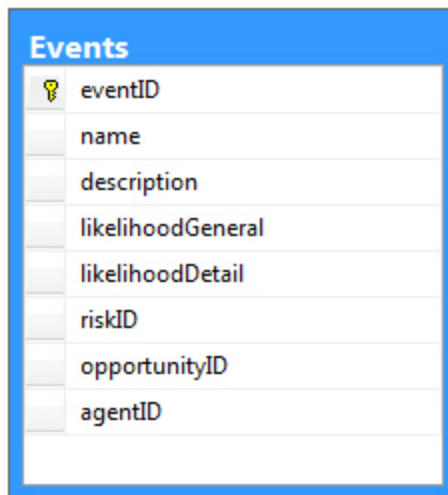 Events
eventID
name
description
likelihoodGeneral
likelihoodDetail
riskID
opportunityID
agentID